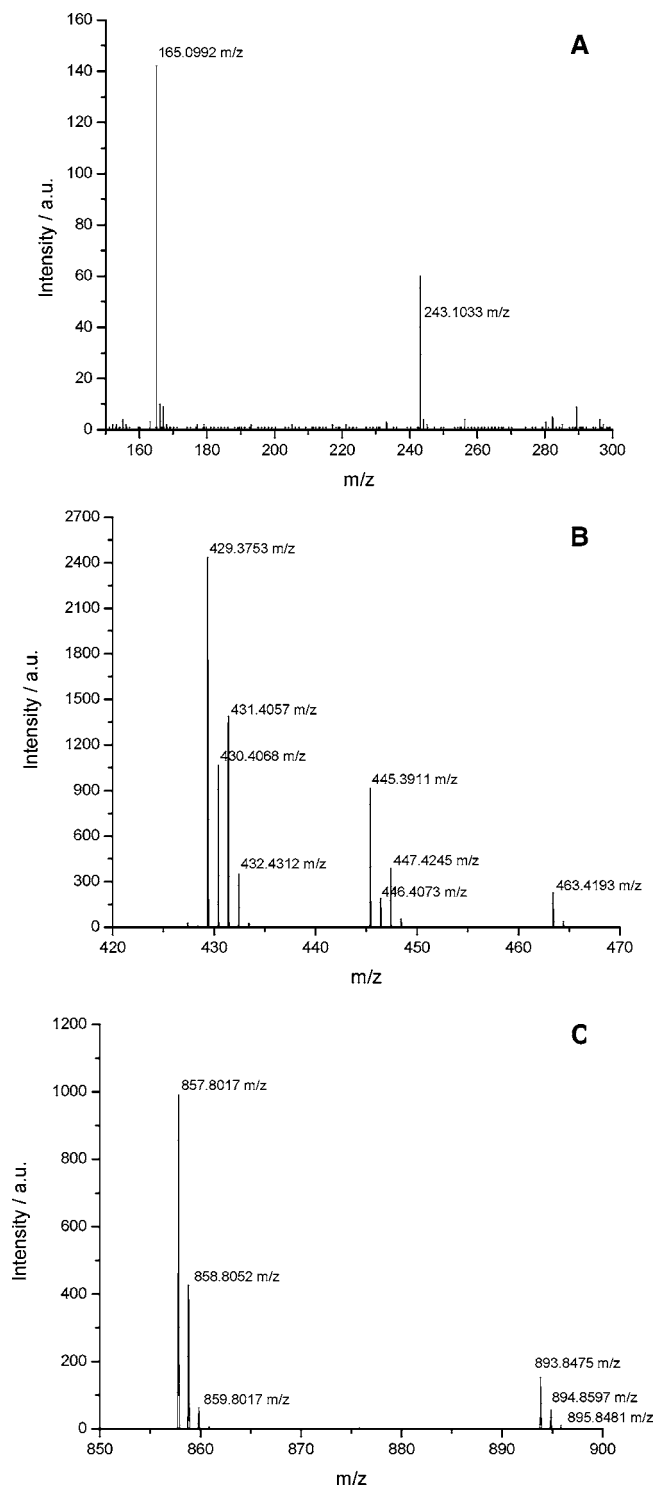 A
160
140
120
100
80
60
40
20
0
Intensity / a.u.
165.0992 m/z
243.1033 m/z
160 180 200 220 240 260 280 300
m/z
B
2700
2400
2100
1800
1500
1200
900
600
300
0
Intensity / a.u.
429.3753 m/z
431.4057 m/z
430.4068 m/z
432.4312 m/z
445.3911 m/z
447.4245 m/z
446.4073 m/z
463.4193 m/z
420 430 440 450 460 470
m/z
C
1200
1000
800
600
400
200
0
Intensity / a.u.
857.8017 m/z
858.8052 m/z
859.8017 m/z
893.8475 m/z
894.8597 m/z
895.8481 m/z
850 860 870 880 890 900
m/z